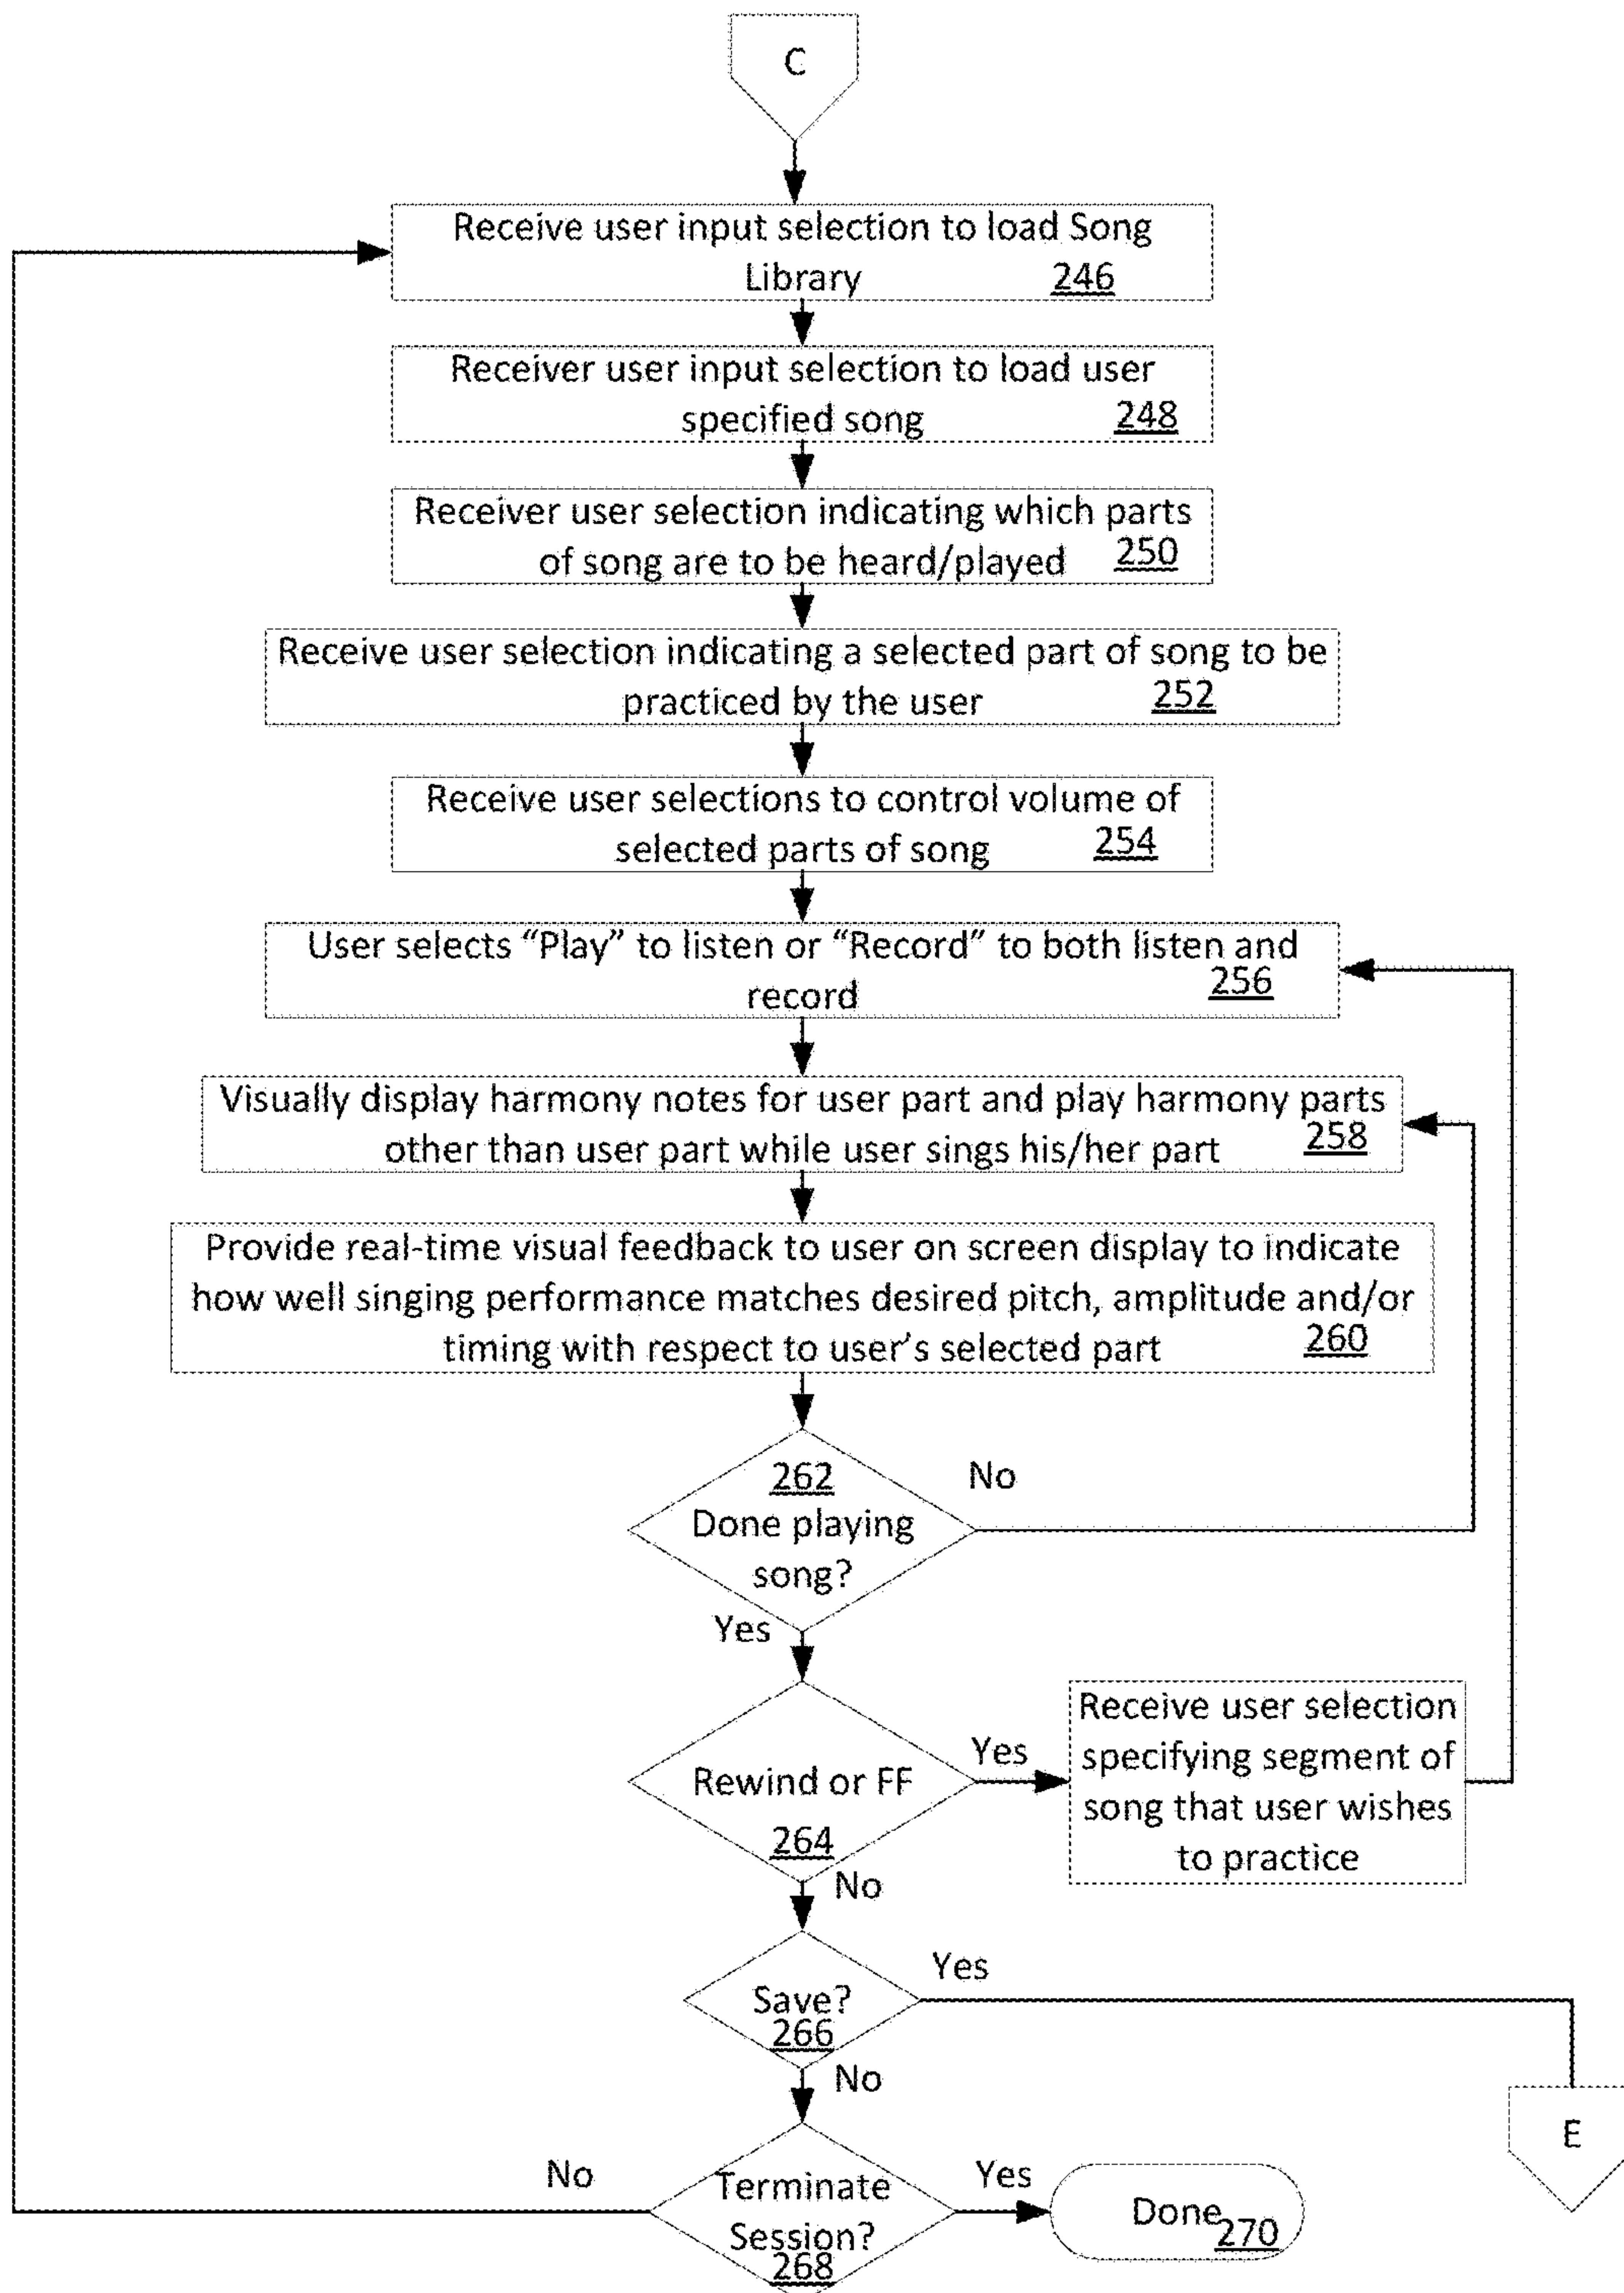 C
Receive user input selection to load Song
Library 246
Receiver user input selection to load user
specified song 248
Receiver user selection indicating which parts
of song are to be heard/played 250
Receive user selection indicating a selected part of song to be
practiced by the user 252
Receive user selections to control volume of
selected parts of song 254
User selects “Play” to listen or “Record” to both listen and
record 256
Visually display harmony notes for user part and play harmony parts
other than user part while user sings his/her part 258
Provide real-time visual feedback to user on screen display to indicate
how well singing performance matches desired pitch, amplitude and/or
timing with respect to user’s selected part 260
262
Done playing
song?
No
Yes
Rewind or FF
264
Yes
Receive user selection
specifying segment of
song that user wishes
to practice
No
Save?
266
Yes
E
No
Terminate
Session?
268
No
Yes
Done 270